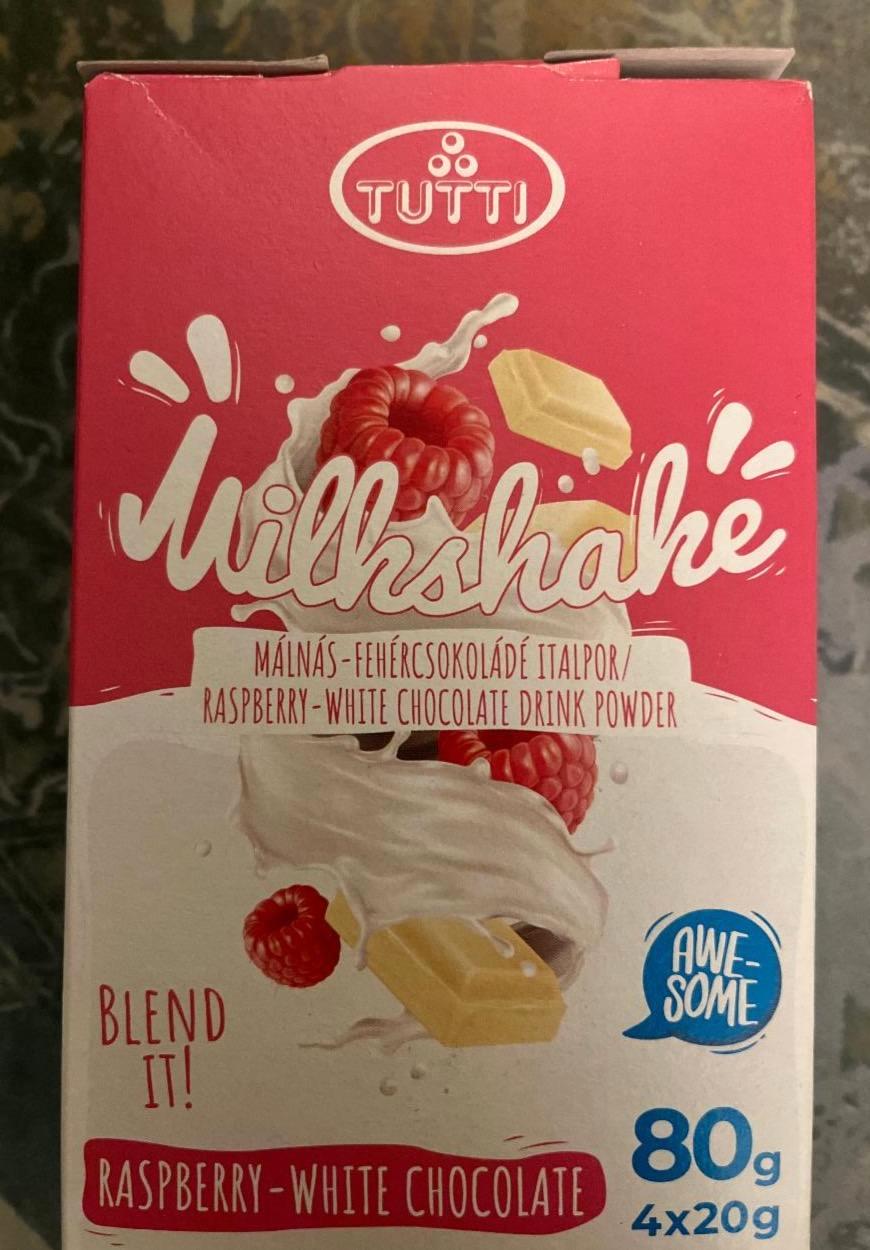 TUTTI
Milkshake
MÁLNÁS-FEHÉRCSOKOLÁDÉ ITALPOR/
RASPBERRY-WHITE CHOCOLATE DRINK POWDER
AWE-
SOME
BLEND
IT!
RASPBERRY-WHITE CHOCOLATE
80g
4x20g